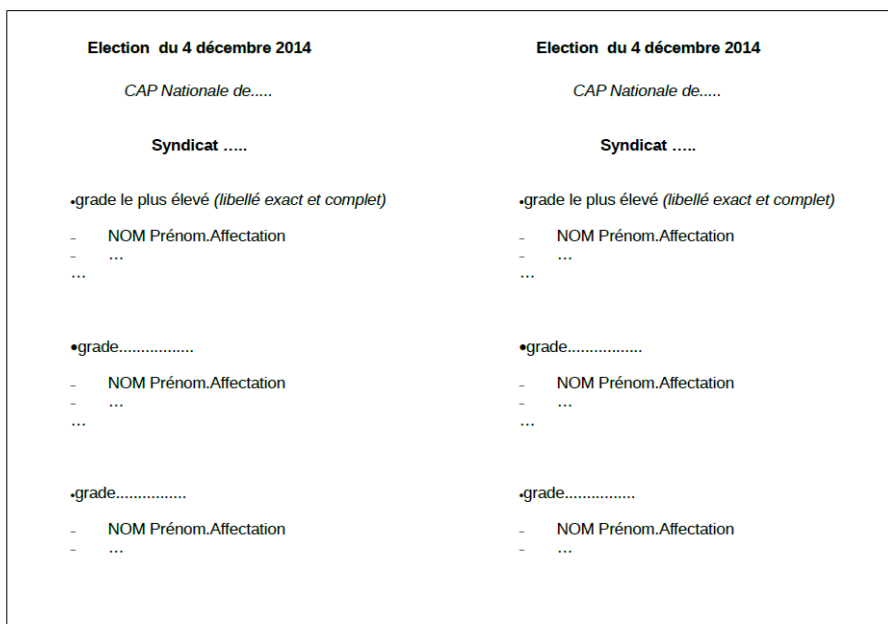 Election du 4 décembre 2014
CAP Nationale de.....
Syndicat …..
•grade le plus élevé (libellé exact et complet)
- NOM Prénom.Affectation
- …
…
•grade.................
- NOM Prénom.Affectation
- …
…
•grade................
- NOM Prénom.Affectation
- …
Election du 4 décembre 2014
CAP Nationale de.....
Syndicat …..
•grade le plus élevé (libellé exact et complet)
- NOM Prénom.Affectation
- …
…
•grade.................
- NOM Prénom.Affectation
- …
…
•grade................
- NOM Prénom.Affectation
- …